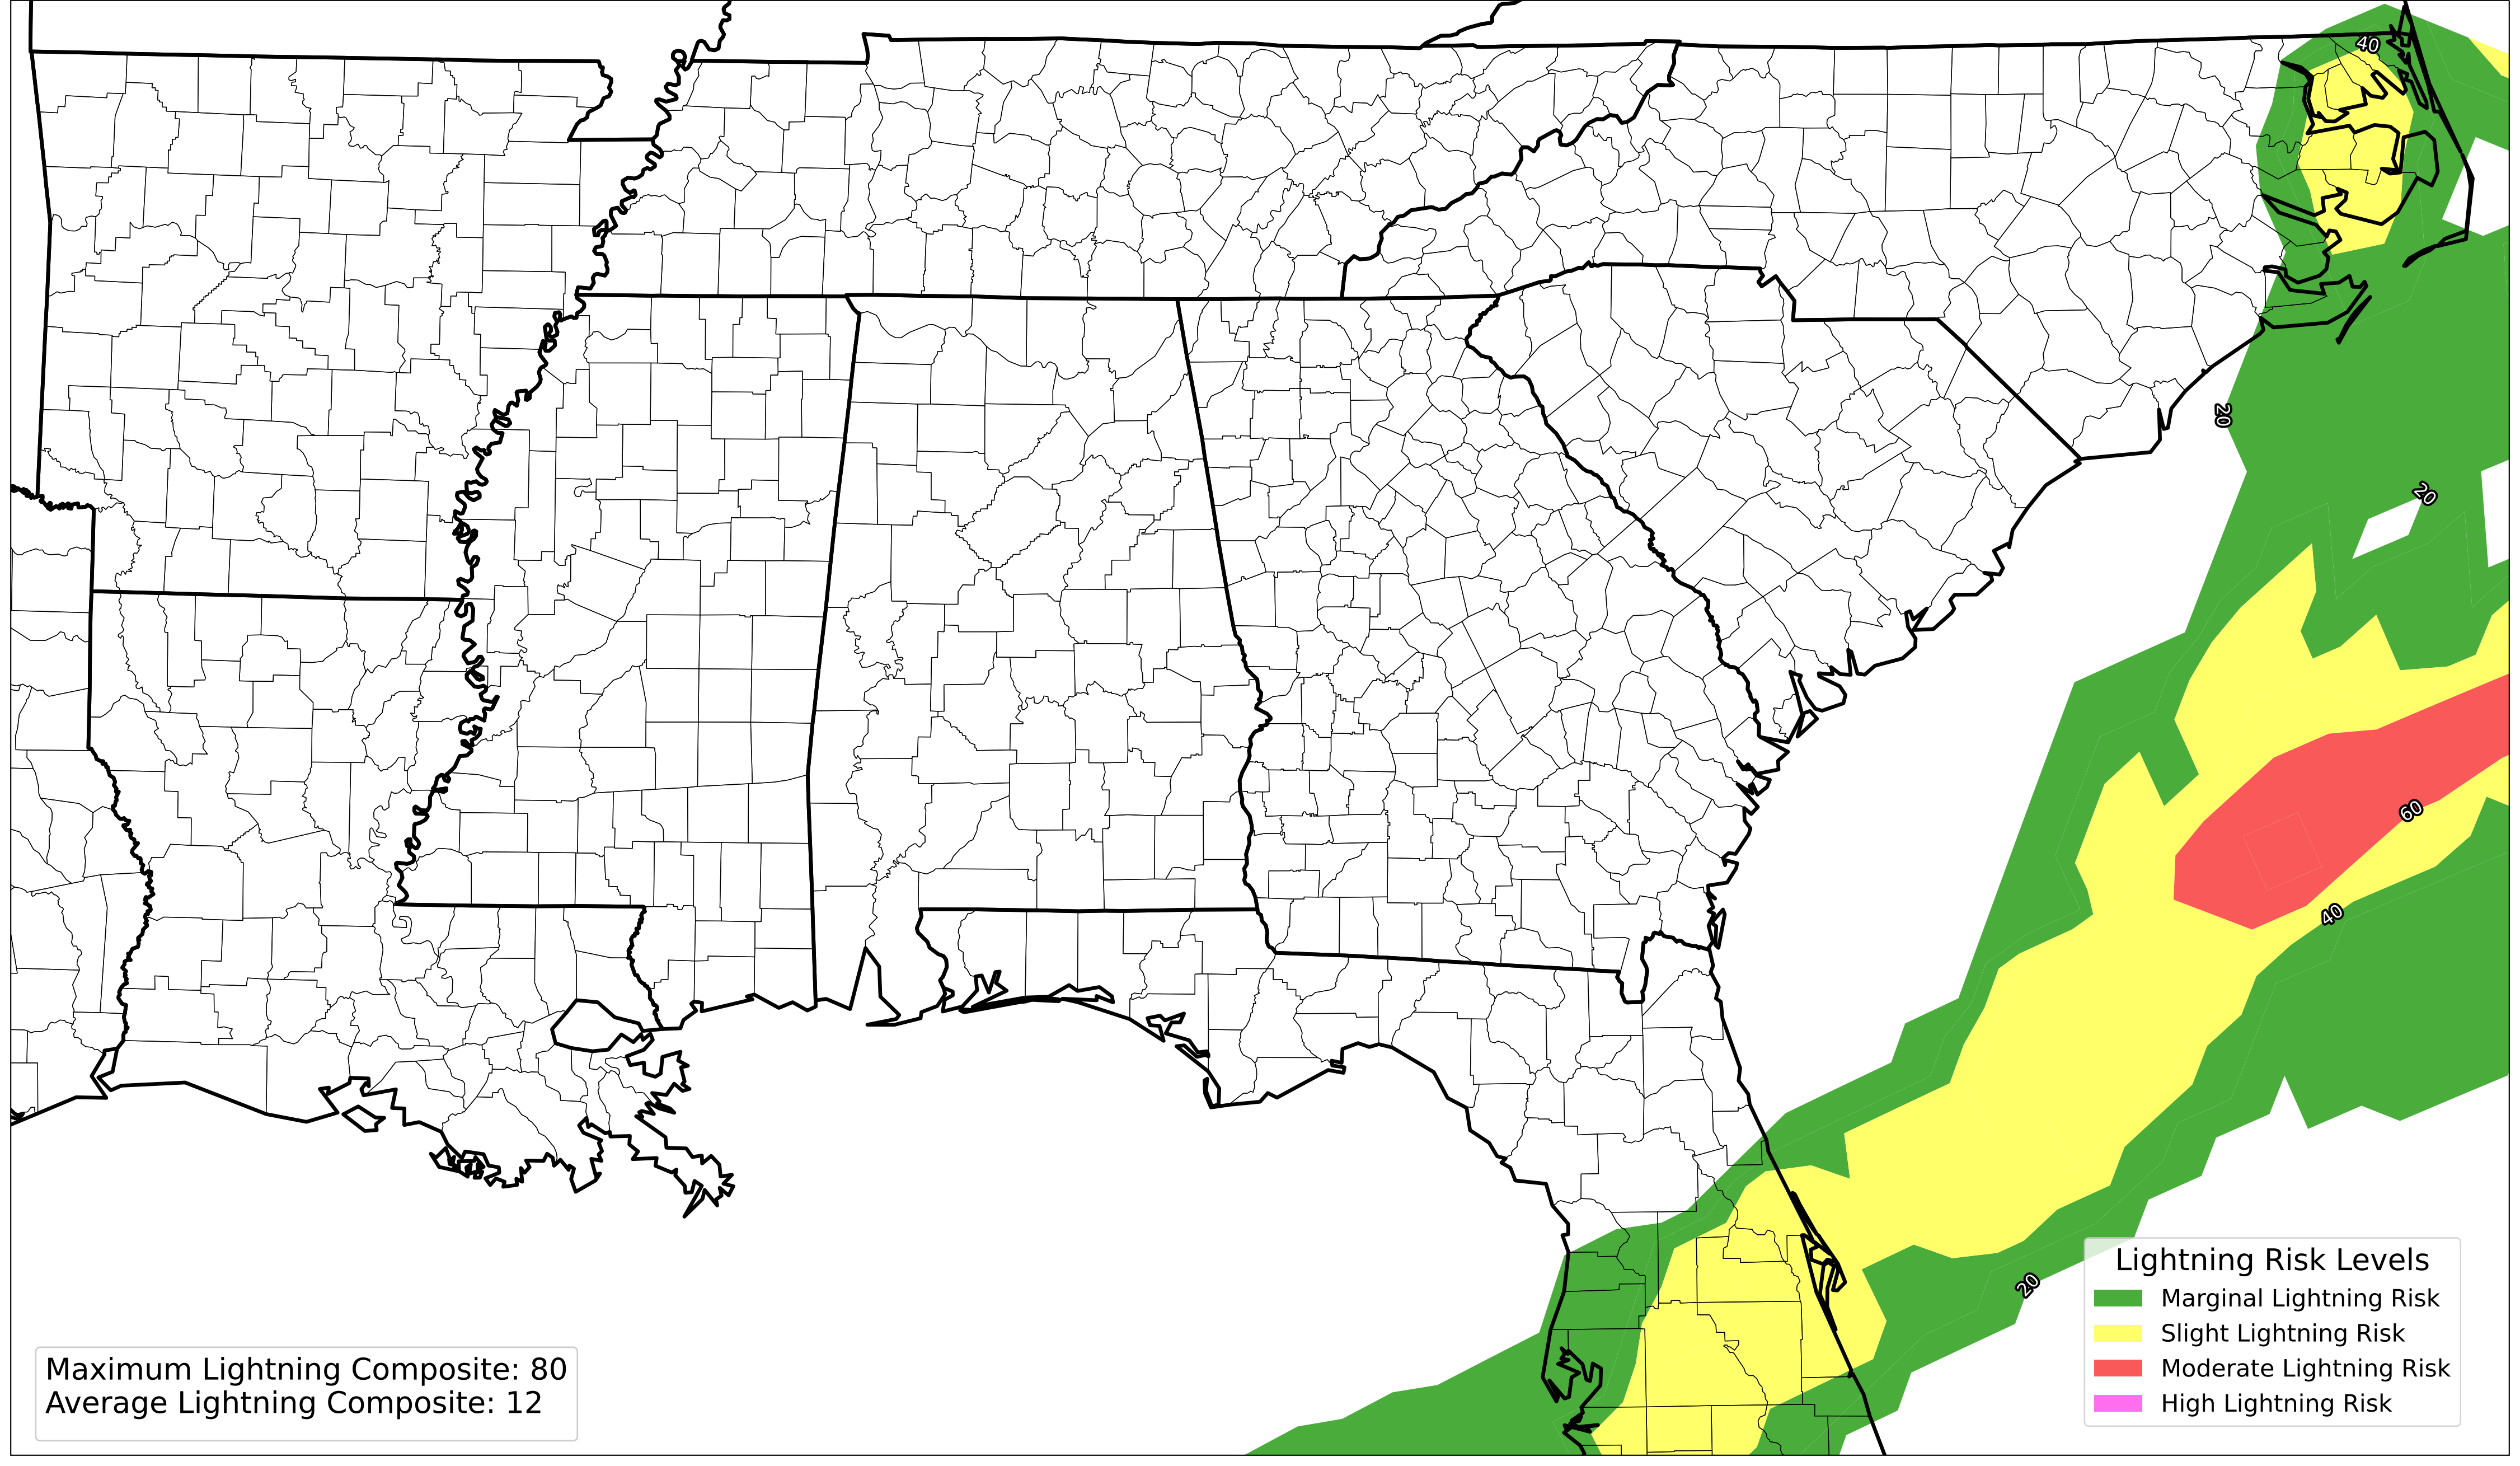 40
20
20
60
40
20
Lightning Risk Levels
Marginal Lightning Risk
Slight Lightning Risk
Moderate Lightning Risk
High Lightning Risk
Maximum Lightning Composite: 80
Average Lightning Composite: 12